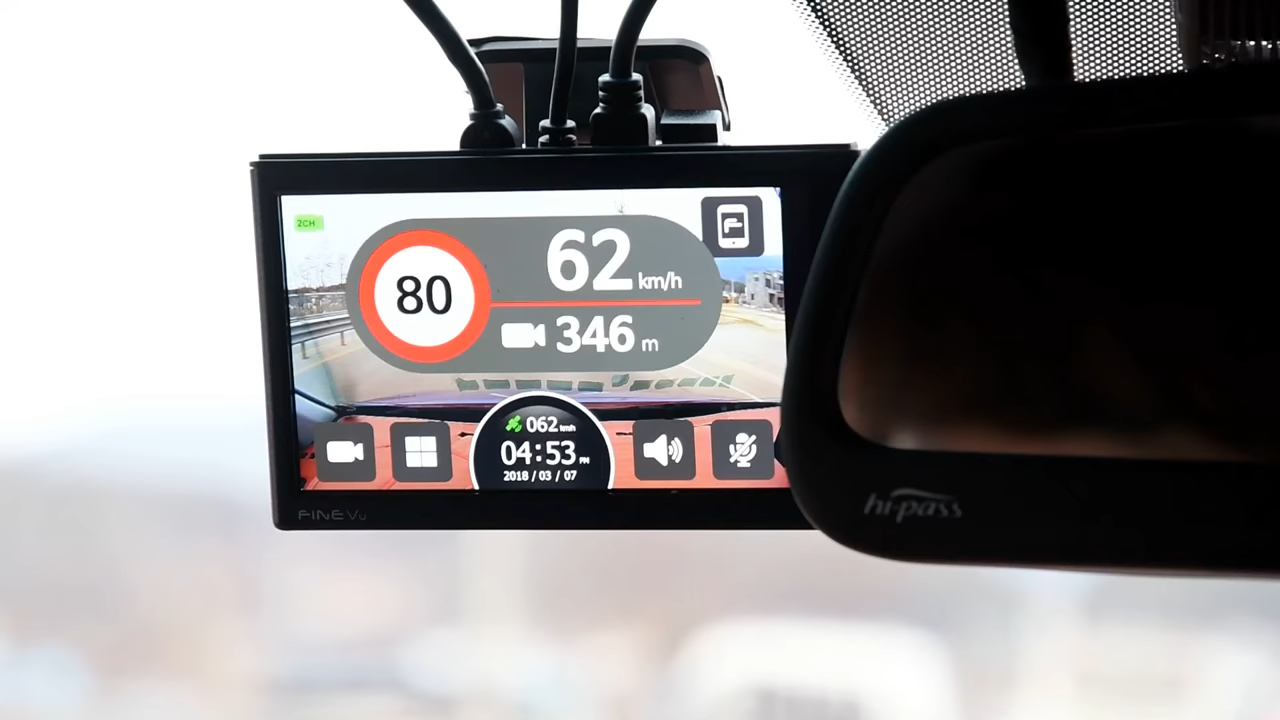 2CH
80
62 km/h
346 m
062 km/h
04:53 PM
2018 / 03 / 07
FINEVu
hi-pass